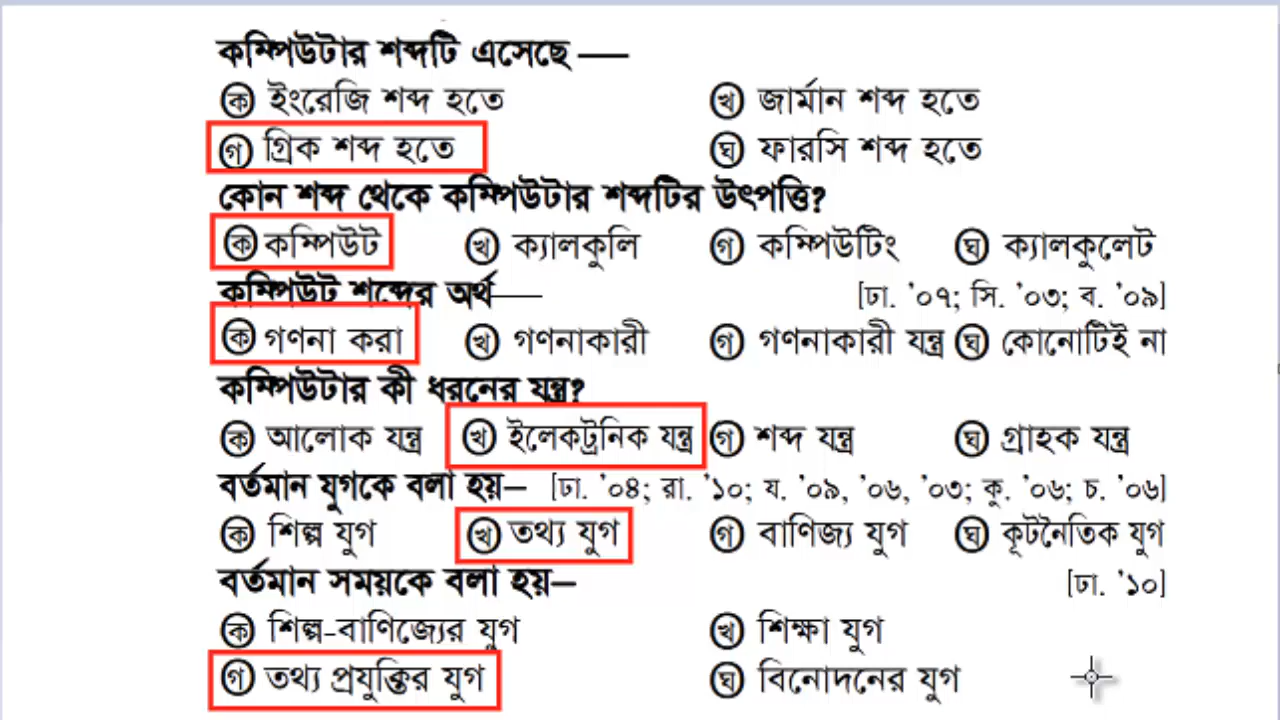 কম্পিউটার শব্দটি এসেছে —
ক ইংরেজি শব্দ হতে খ জার্মান শব্দ হতে
গ গ্রিক শব্দ হতে ঘ ফারসি শব্দ হতে
কোন শব্দ থেকে কম্পিউটার শব্দটির উৎপত্তি?
ক কম্পিউট খ ক্যালকুলি গ কম্পিউটিং ঘ ক্যালকুলেট
কম্পিউট শব্দের অর্থ— [ঢা. '০৭; সি. '০৩; ব. '০৯]
ক গণনা করা খ গণনাকারী গ গণনাকারী যন্ত্র ঘ কোনোটিই না
কম্পিউটার কী ধরনের যন্ত্র?
ক আলোক যন্ত্র খ ইলেকট্রনিক যন্ত্র গ শব্দ যন্ত্র ঘ গ্রাহক যন্ত্র
বর্তমান যুগকে বলা হয়– [ঢা. '০৪; রা. '১০; য. '০৯, '০৬, '০৩; কু. '০৬; চ. '০৬]
ক শিল্প যুগ খ তথ্য যুগ গ বাণিজ্য যুগ ঘ কূটনৈতিক যুগ
বর্তমান সময়কে বলা হয়– [ঢা. '১০]
ক শিল্প-বাণিজ্যের যুগ খ শিক্ষা যুগ
গ তথ্য প্রযুক্তির যুগ ঘ বিনোদনের যুগ